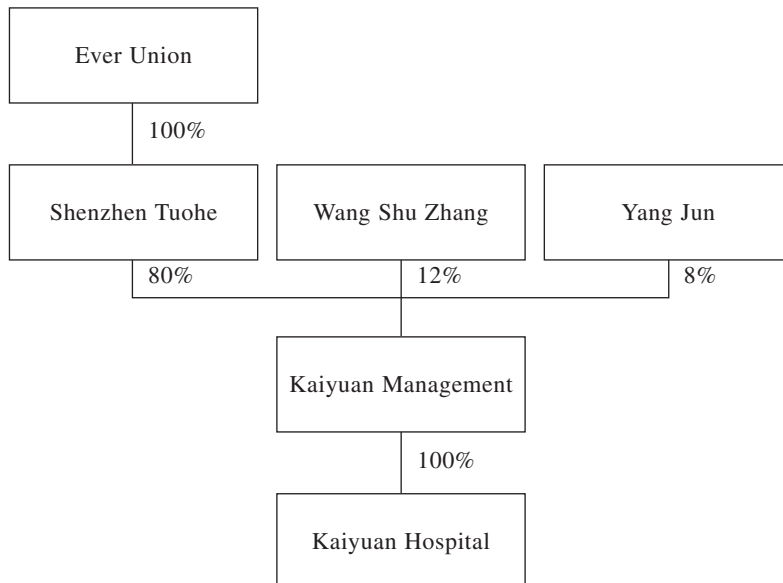 Ever Union
100%
Shenzhen Tuohe
Wang Shu Zhang
Yang Jun
80%
12%
8%
Kaiyuan Management
100%
Kaiyuan Hospital